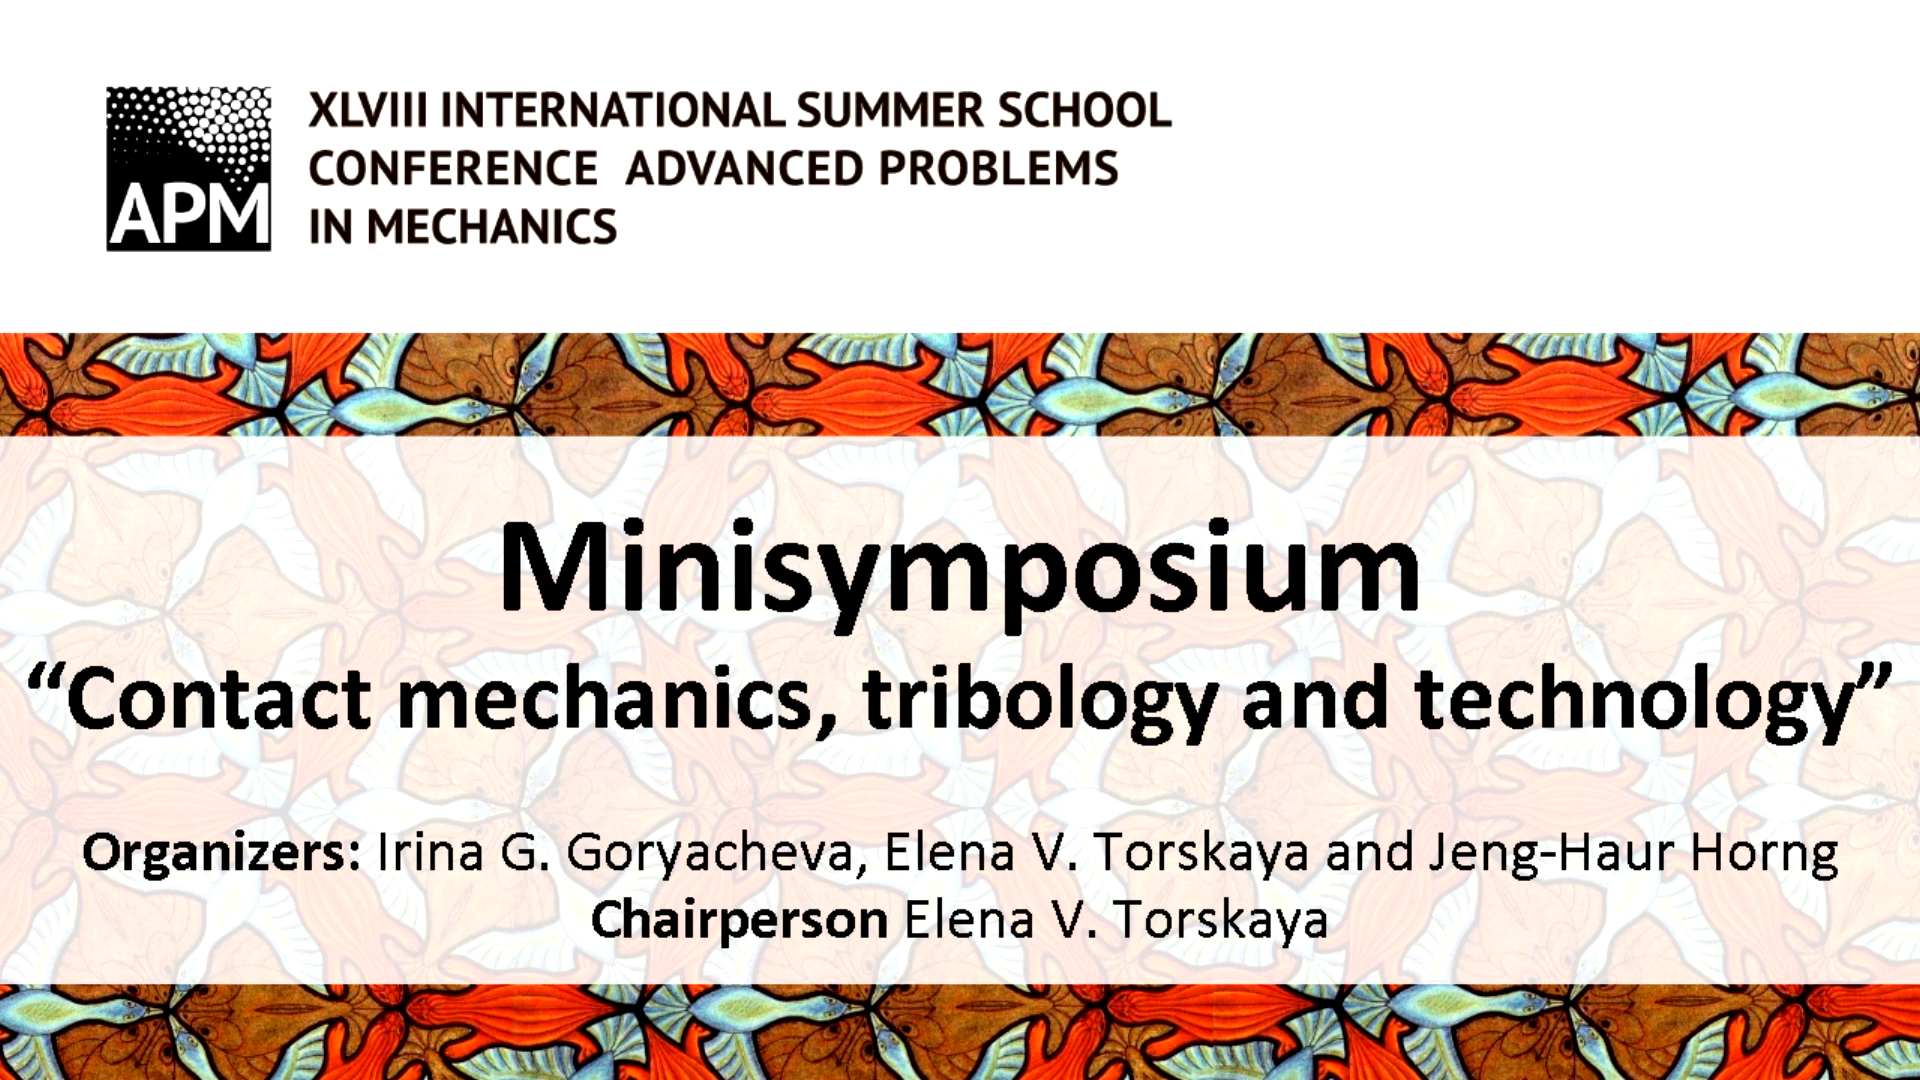 APM
XLVIII INTERNATIONAL SUMMER SCHOOL
CONFERENCE ADVANCED PROBLEMS
IN MECHANICS
Minisymposium
“Contact mechanics, tribology and technology”
Organizers: Irina G. Goryacheva, Elena V. Torskaya and Jeng-Haur Horng
Chairperson Elena V. Torskaya